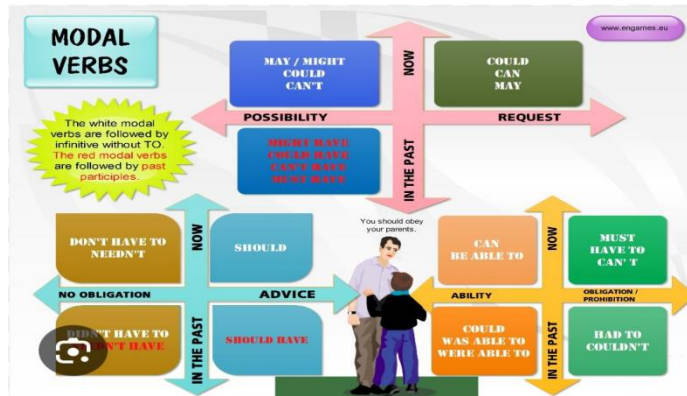 MODAL
VERBS
www.engames.eu
MAY / MIGHT
COULD
CAN'T
NOW
COULD
CAN
MAY
The white modal
verbs are followed by
infinitive without TO.
The red modal verbs
are followed by past
participles.
POSSIBILITY
REQUEST
MIGHT HAVE
COULD HAVE
CAN'T HAVE
MUST HAVE
IN THE PAST
You should obey
your parents.
DON'T HAVE TO
NEEDN'T
NOW
SHOULD
NO OBLIGATION
ADVICE
DIDN'T HAVE TO
HAVE
IN THE PAST
SHOULD HAVE
CAN
BE ABLE TO
NOW
MUST
HAVE TO
CAN'T
ABILITY
OBLIGATION /
PROHIBITION
COULD
WAS ABLE TO
WERE ABLE TO
IN THE PAST
HAD TO
COULDN'T